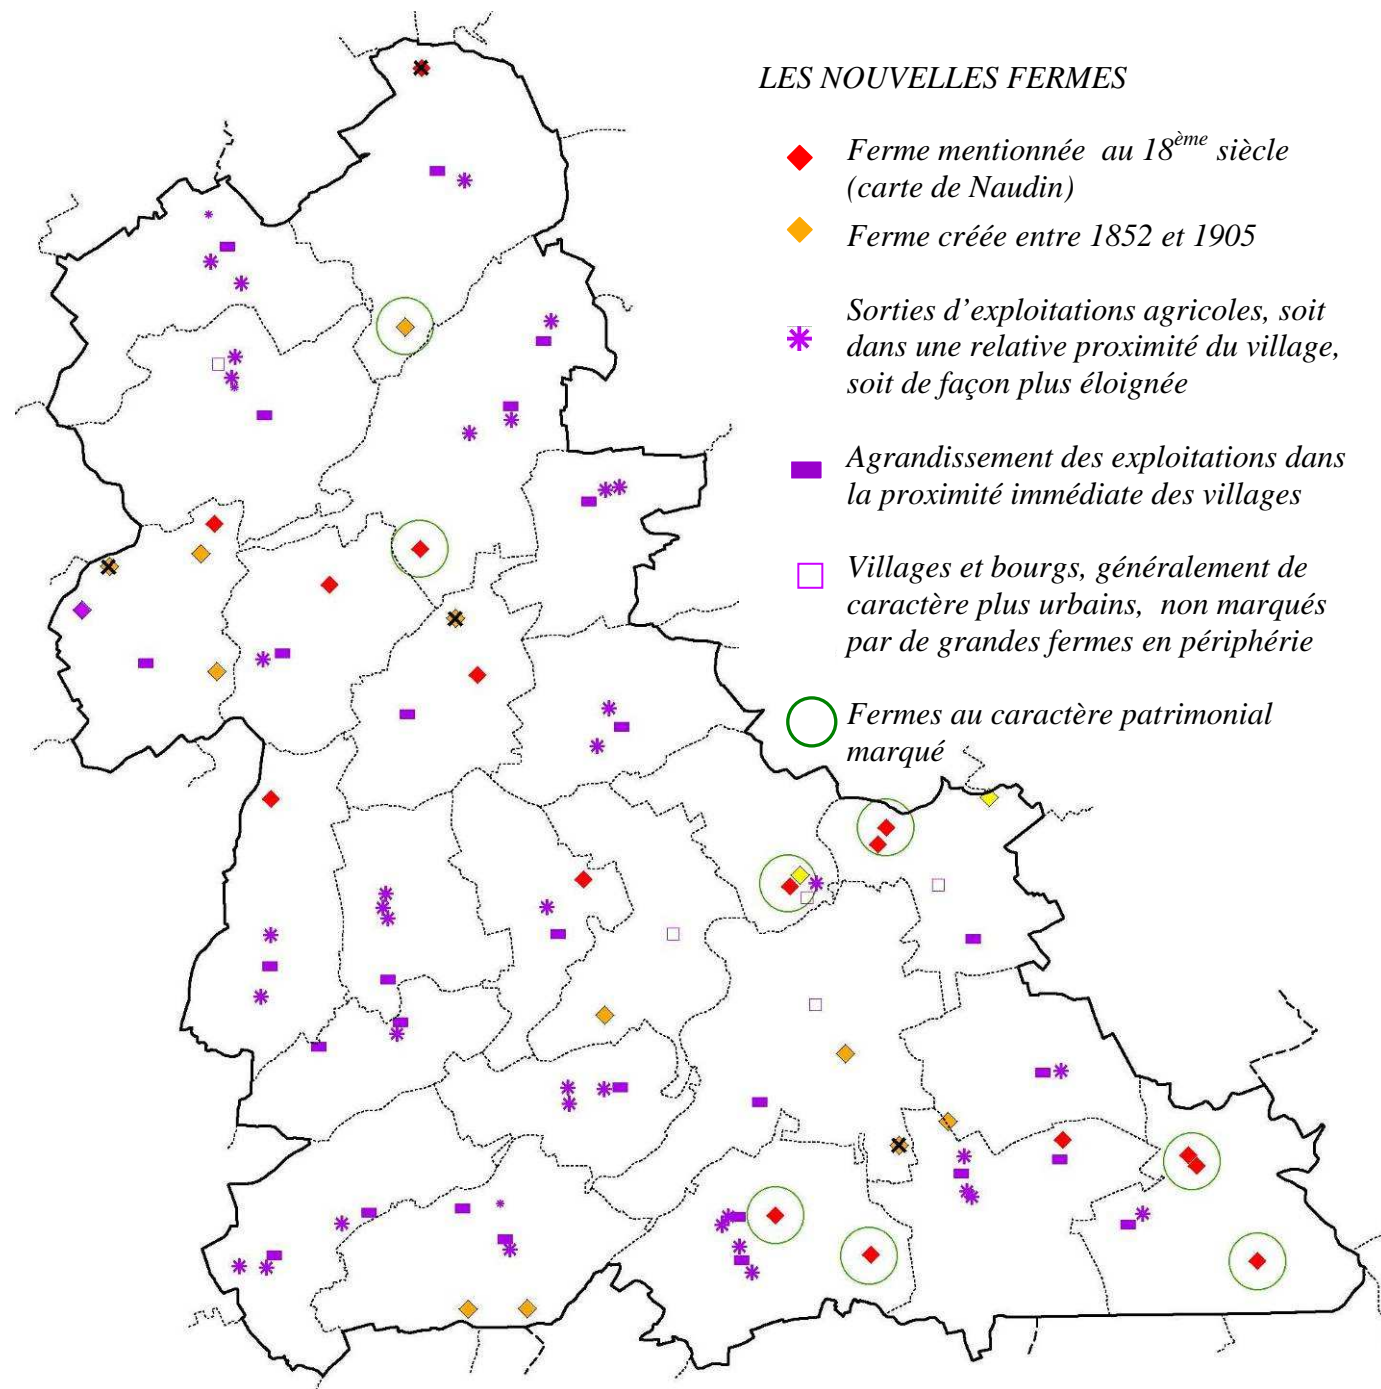 LES NOUVELLES FERMES
Ferme mentionnée au 18ème siècle
(carte de Naudin)
Ferme créée entre 1852 et 1905
Sorties d'exploitations agricoles, soit
dans une relative proximité du village,
soit de façon plus éloignée
Agrandissement des exploitations dans
la proximité immédiate des villages
Villages et bourgs, généralement de
caractère plus urbains, non marqués
par de grandes fermes en périphérie
Fermes au caractère patrimonial
marqué